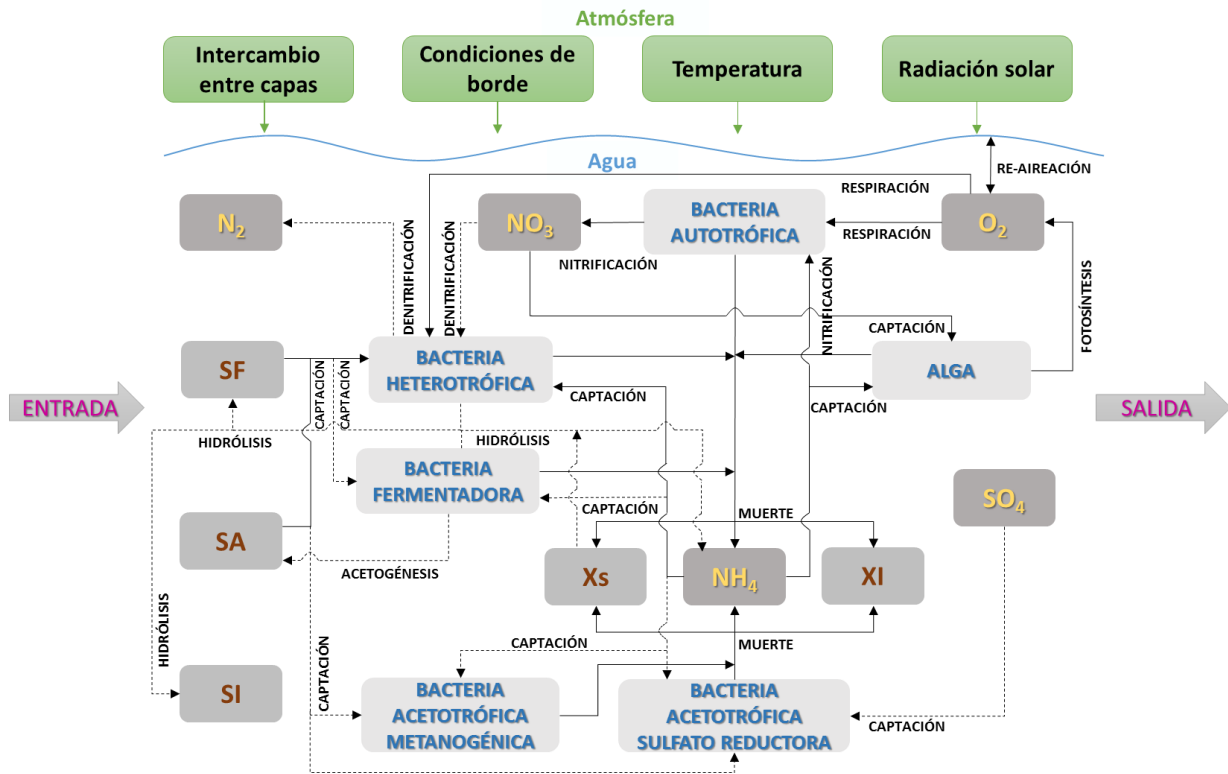 Atmósfera
Intercambio
entre capas
Condiciones de
borde
Temperatura
Radiación solar
Agua
RE-AIREACIÓN
RESPIRACIÓN
N2
NO3
BACTERIA
AUTOTRÓFICA
O2
RESPIRACIÓN
DENITRIFICACIÓN
DENITRIFICACIÓN
NITRIFICACIÓN
NITRIFICACIÓN
FOTOSÍNTESIS
CAPTACIÓN
SF
BACTERIA
HETEROTRÓFICA
ALGA
CAPTACIÓN
CAPTACIÓN
CAPTACIÓN
CAPTACIÓN
ENTRADA
SALIDA
HIDRÓLISIS
HIDRÓLISIS
BACTERIA
FERMENTADORA
CAPTACIÓN
SO4
MUERTE
SA
ACETOGÉNESIS
Xs
NH4
XI
HIDRÓLISIS
CAPTACIÓN
MUERTE
SI
CAPTACIÓN
BACTERIA
ACETOTRÓFICA
METANOGÉNICA
BACTERIA
ACETOTRÓFICA
SULFATO REDUCTORA
CAPTACIÓN